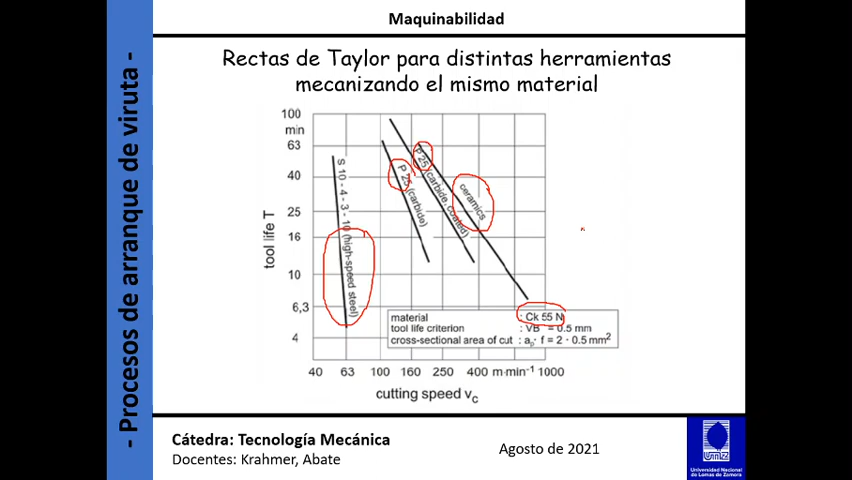 Maquinabilidad
- Procesos de arranque de viruta -
Rectas de Taylor para distintas herramientas
mecanizando el mismo material
100
min
63
40
25
16
10
6,3
4
tool life T
S 10 - 4 - 3 - 10 (high-speed steel)
P 25 (carbide)
P 25 (carbide, coated)
ceramics
material : Ck 55 N
tool life criterion : VB = 0.5 mm
cross-sectional area of cut : ap · f = 2 · 0.5 mm²
40 63 100 160 250 400 m·min⁻¹ 1000
cutting speed vc
Cátedra: Tecnología Mecánica
Docentes: Krahmer, Abate
Agosto de 2021
Universidad Nacional
de Lomas de Zamora